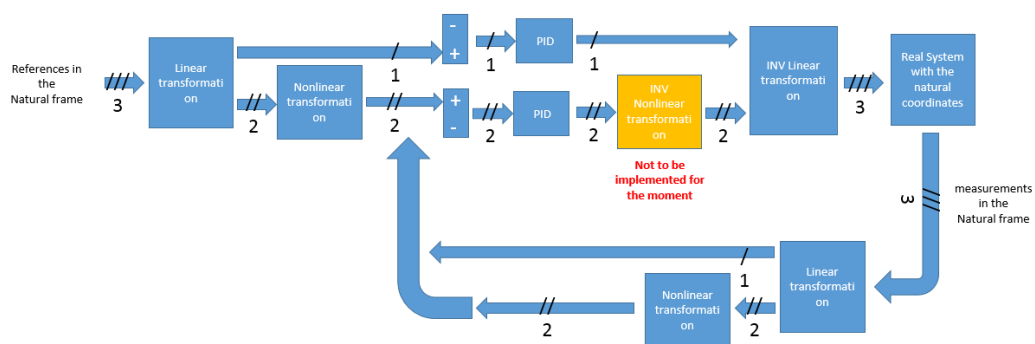 References in
the
Natural frame
3
Linear
transformati
on
2
Nonlinear
transformati
on
1
2
-
+
+
-
1
2
PID
PID
1
2
INV
Nonlinear
transformati
on
Not to be
implemented for
the moment
2
INV Linear
transformati
on
3
Real System
with the
natural
coordinates
3
measurements
in the
Natural frame
Linear
transformati
on
1
2
Nonlinear
transformati
on
2